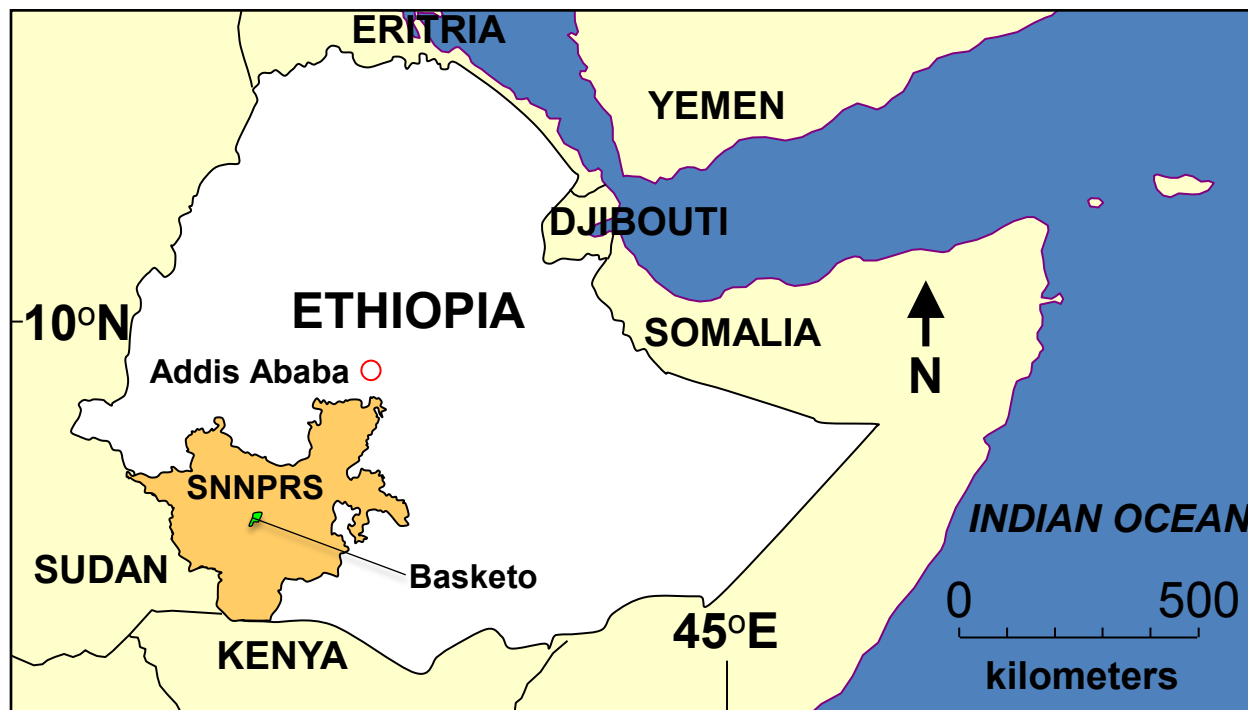 ERITRIA
YEMEN
DJIBOUTI
10°N
ETHIOPIA
SOMALIA
Addis Ababa
N
SNNPRS
INDIAN OCEAN
SUDAN
Basketo
0 500
45°E
KENYA
kilometers